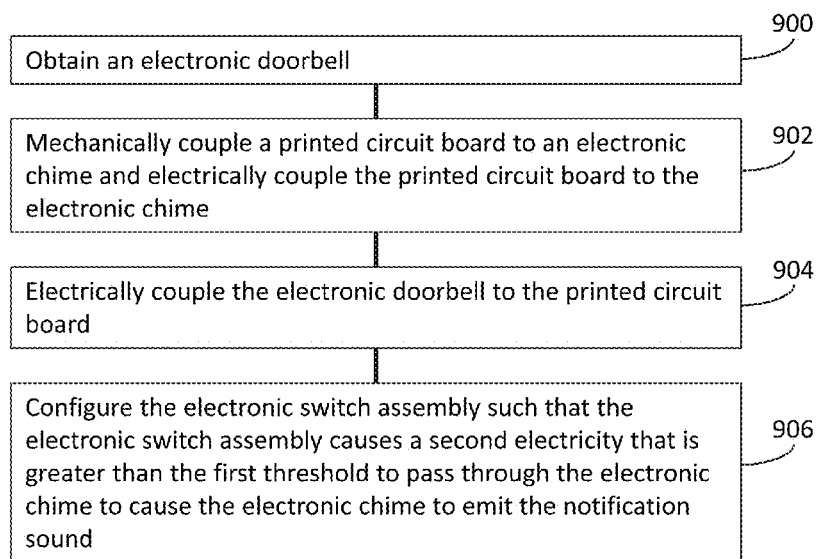 900
Obtain an electronic doorbell
902
Mechanically couple a printed circuit board to an electronic
chime and electrically couple the printed circuit board to the
electronic chime
904
Electrically couple the electronic doorbell to the printed circuit
board
906
Configure the electronic switch assembly such that the
electronic switch assembly causes a second electricity that is
greater than the first threshold to pass through the electronic
chime to cause the electronic chime to emit the notification
sound